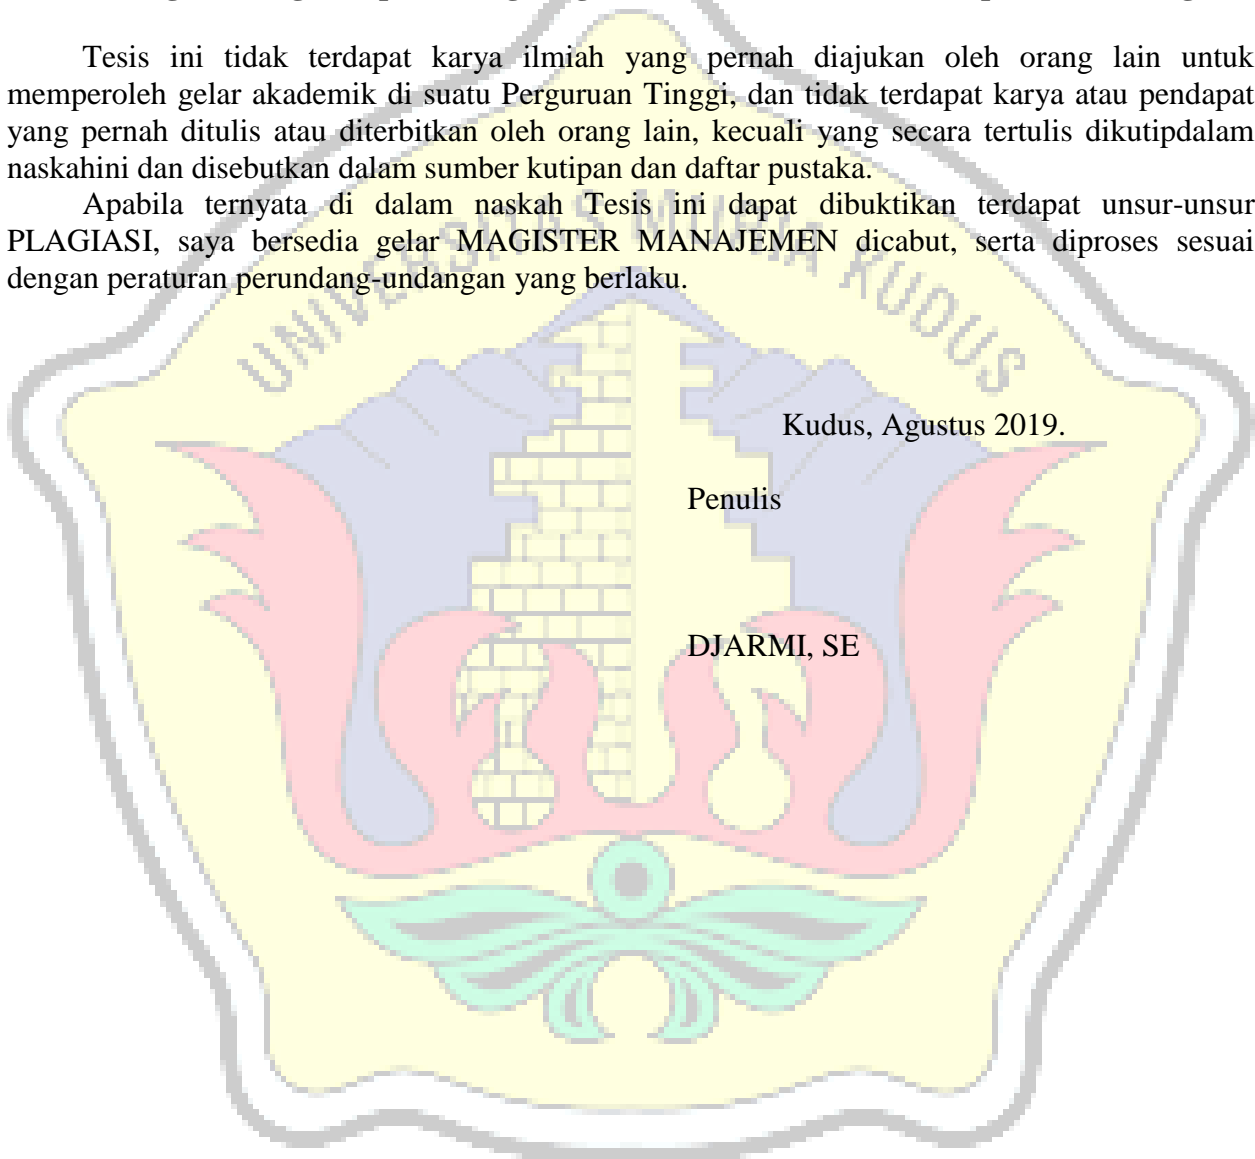 Tesis ini tidak terdapat karya ilmiah yang pernah diajukan oleh orang lain untuk
memperoleh gelar akademik di suatu Perguruan Tinggi, dan tidak terdapat karya atau pendapat
yang pernah ditulis atau diterbitkan oleh orang lain, kecuali yang secara tertulis dikutipdalam
naskahini dan disebutkan dalam sumber kutipan dan daftar pustaka.
Apabila ternyata di dalam naskah Tesis ini dapat dibuktikan terdapat unsur-unsur
PLAGIASI, saya bersedia gelar MAGISTER MANAJEMEN dicabut, serta diproses sesuai
dengan peraturan perundang-undangan yang berlaku.
UNIVERSITAS MURIA KUDUS
Kudus, Agustus 2019.
Penulis
DJARMI, SE